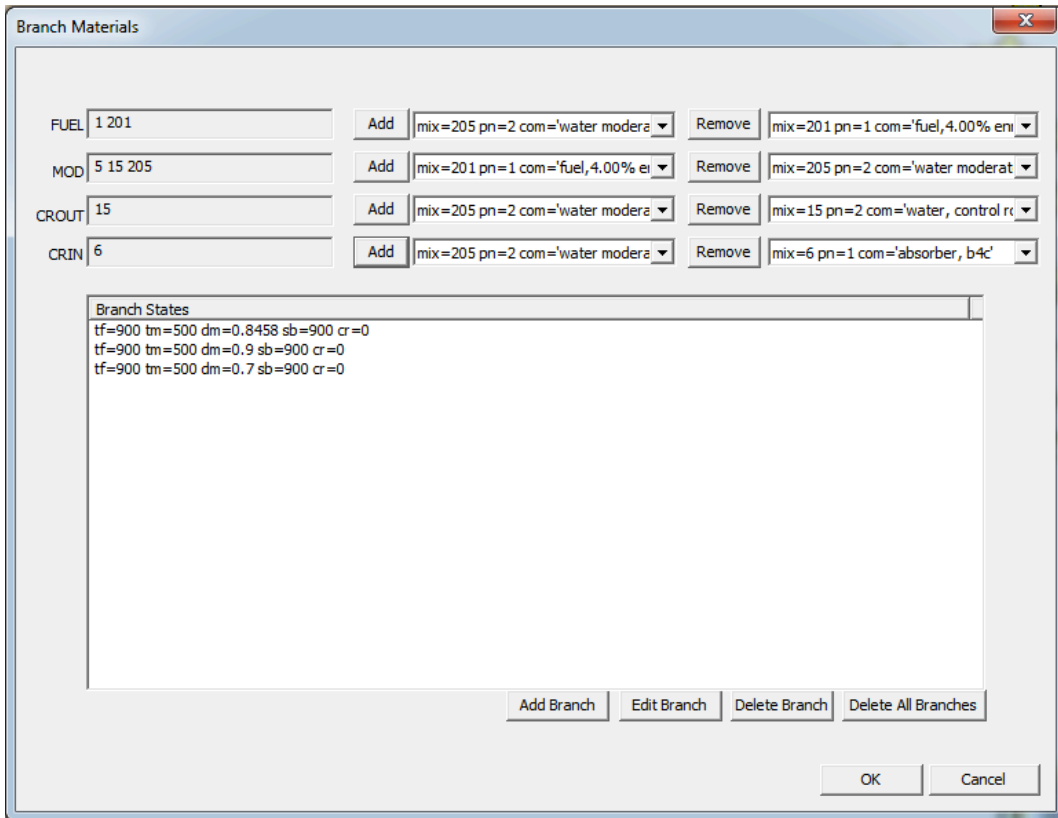 Branch Materials
FUEL 1 201 Add mix=205 pn=2 com='water modera Remove mix=201 pn=1 com='fuel,4.00% enr
MOD 5 15 205 Add mix=201 pn=1 com='fuel,4.00% e Remove mix=205 pn=2 com='water moderat
CROUT 15 Add mix=205 pn=2 com='water modera Remove mix=15 pn=2 com='water, control
CRIN 6 Add mix=205 pn=2 com='water modera Remove mix=6 pn=1 com='absorber, b4c'
Branch States
tf=900 tm=500 dm=0.8458 sb=900 cr=0
tf=900 tm=500 dm=0.9 sb=900 cr=0
tf=900 tm=500 dm=0.7 sb=900 cr=0
Add Branch Edit Branch Delete Branch Delete All Branches
OK Cancel